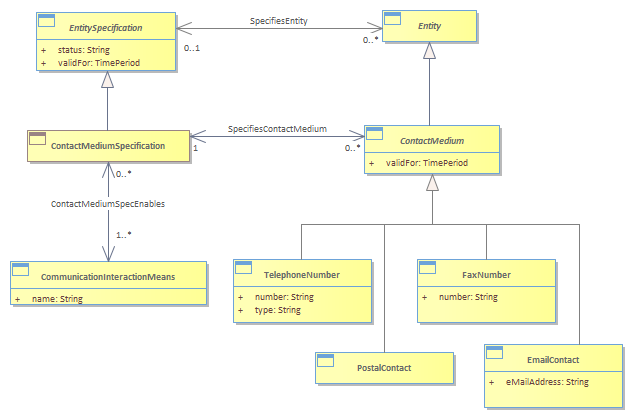 EntitySpecification
+ status: String
+ validFor: TimePeriod
SpecifiesEntity
0..1
0..*
Entity
ContactMediumSpecification
SpecifiesContactMedium
1
0..*
ContactMedium
+ validFor: TimePeriod
0..*
ContactMediumSpecEnables
1..*
CommunicationInteractionMeans
+ name: String
TelephoneNumber
+ number: String
+ type: String
FaxNumber
+ number: String
PostalContact
EmailContact
+ eMailAddress: String